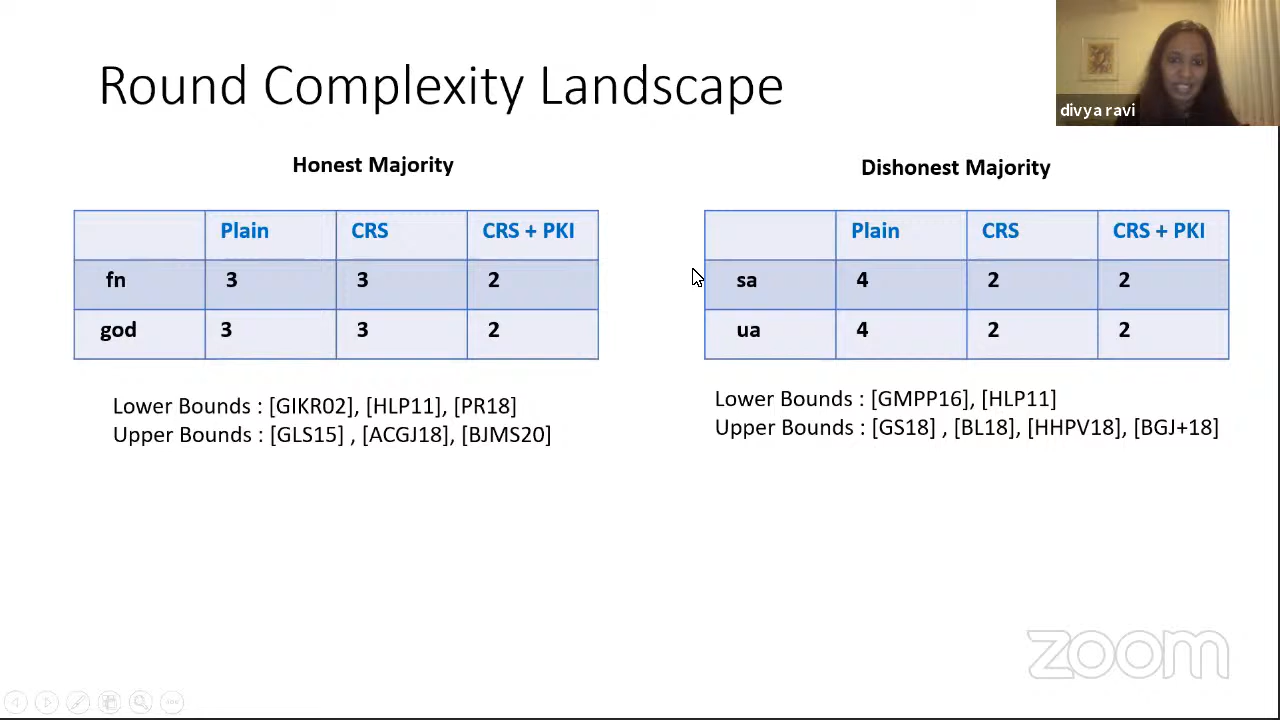 Round Complexity Landscape
divya ravi
Honest Majority
Plain CRS CRS + PKI
fn 3 3 2
god 3 3 2
Lower Bounds : [GIKR02], [HLP11], [PR18]
Upper Bounds : [GLS15] , [ACGJ18], [BJMS20]
Dishonest Majority
Plain CRS CRS + PKI
sa 4 2 2
ua 4 2 2
Lower Bounds : [GMPP16], [HLP11]
Upper Bounds : [GS18] , [BL18], [HHPV18], [BGJ+18]
zoom